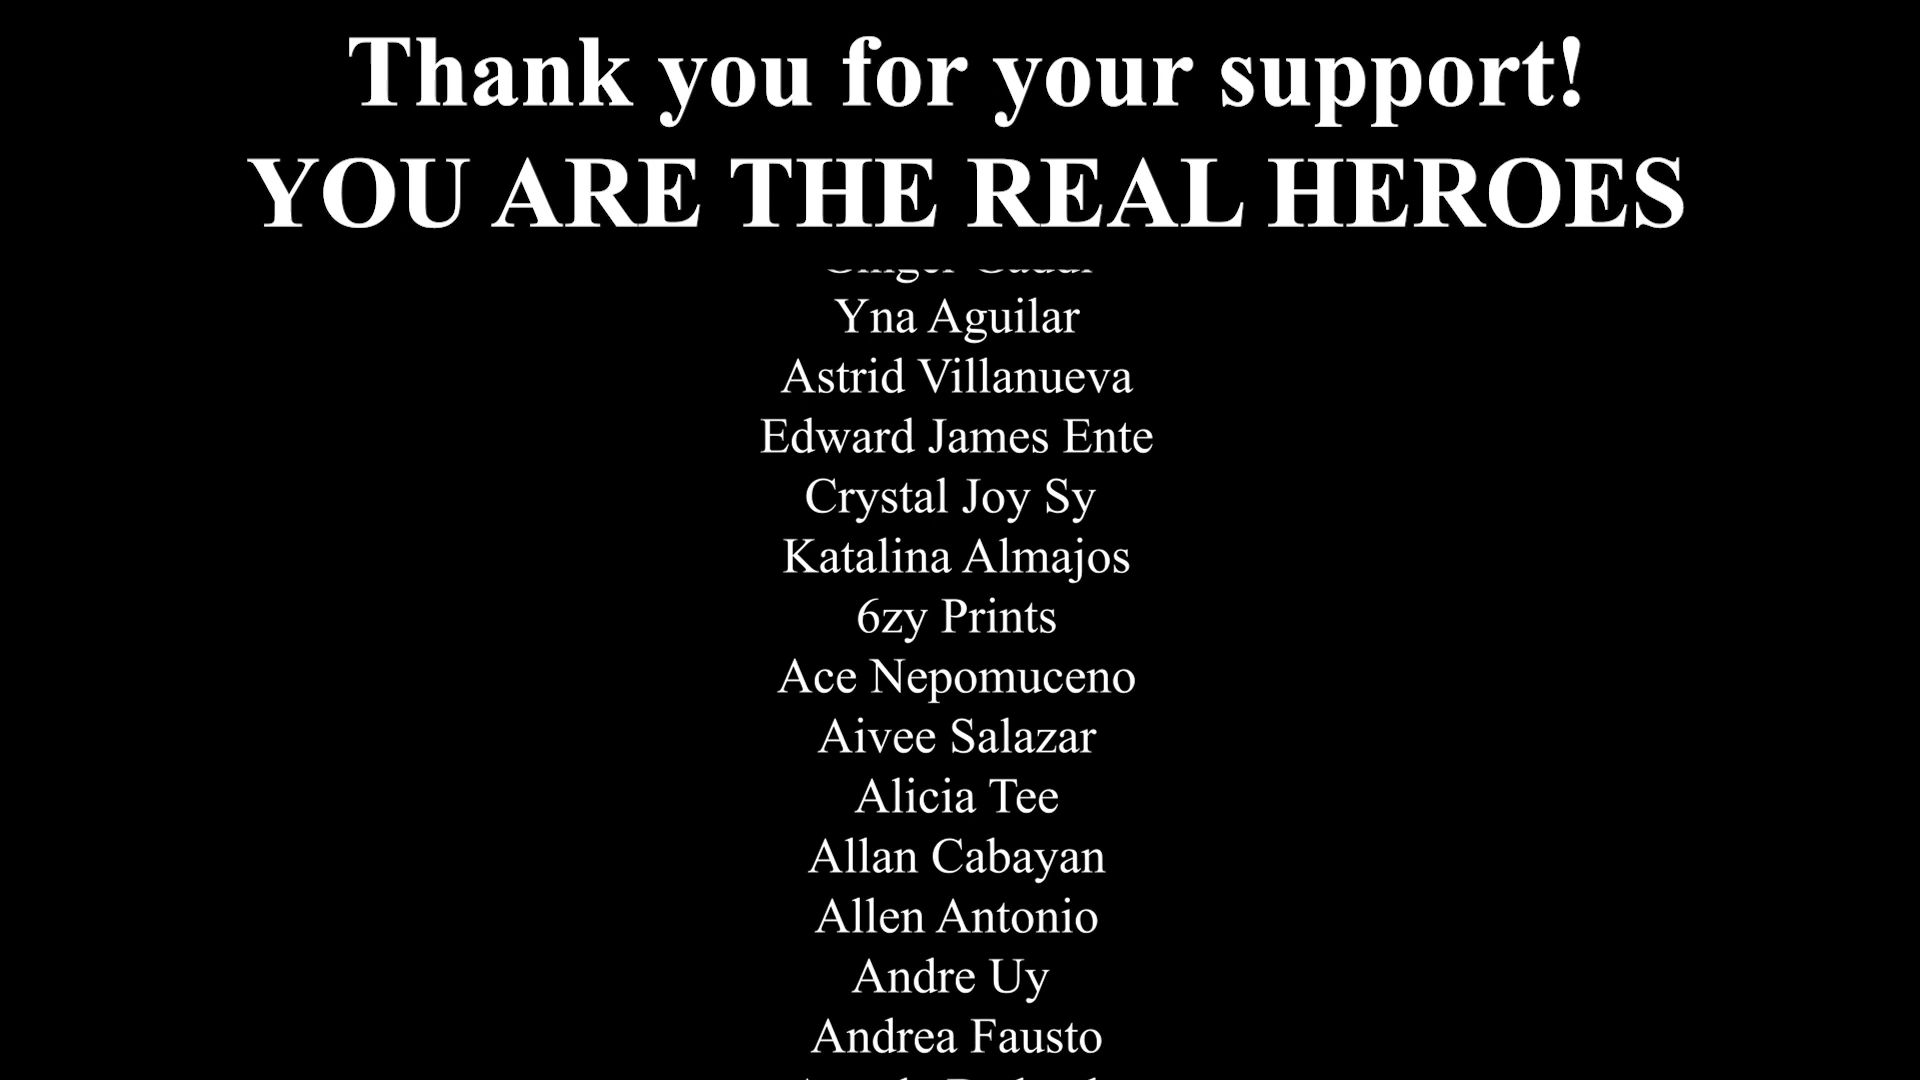 Thank you for your support!
YOU ARE THE REAL HEROES
Yna Aguilar
Astrid Villanueva
Edward James Ente
Crystal Joy Sy
Katalina Almajos
6zy Prints
Ace Nepomuceno
Aivee Salazar
Alicia Tee
Allan Cabayan
Allen Antonio
Andre Uy
Andrea Fausto